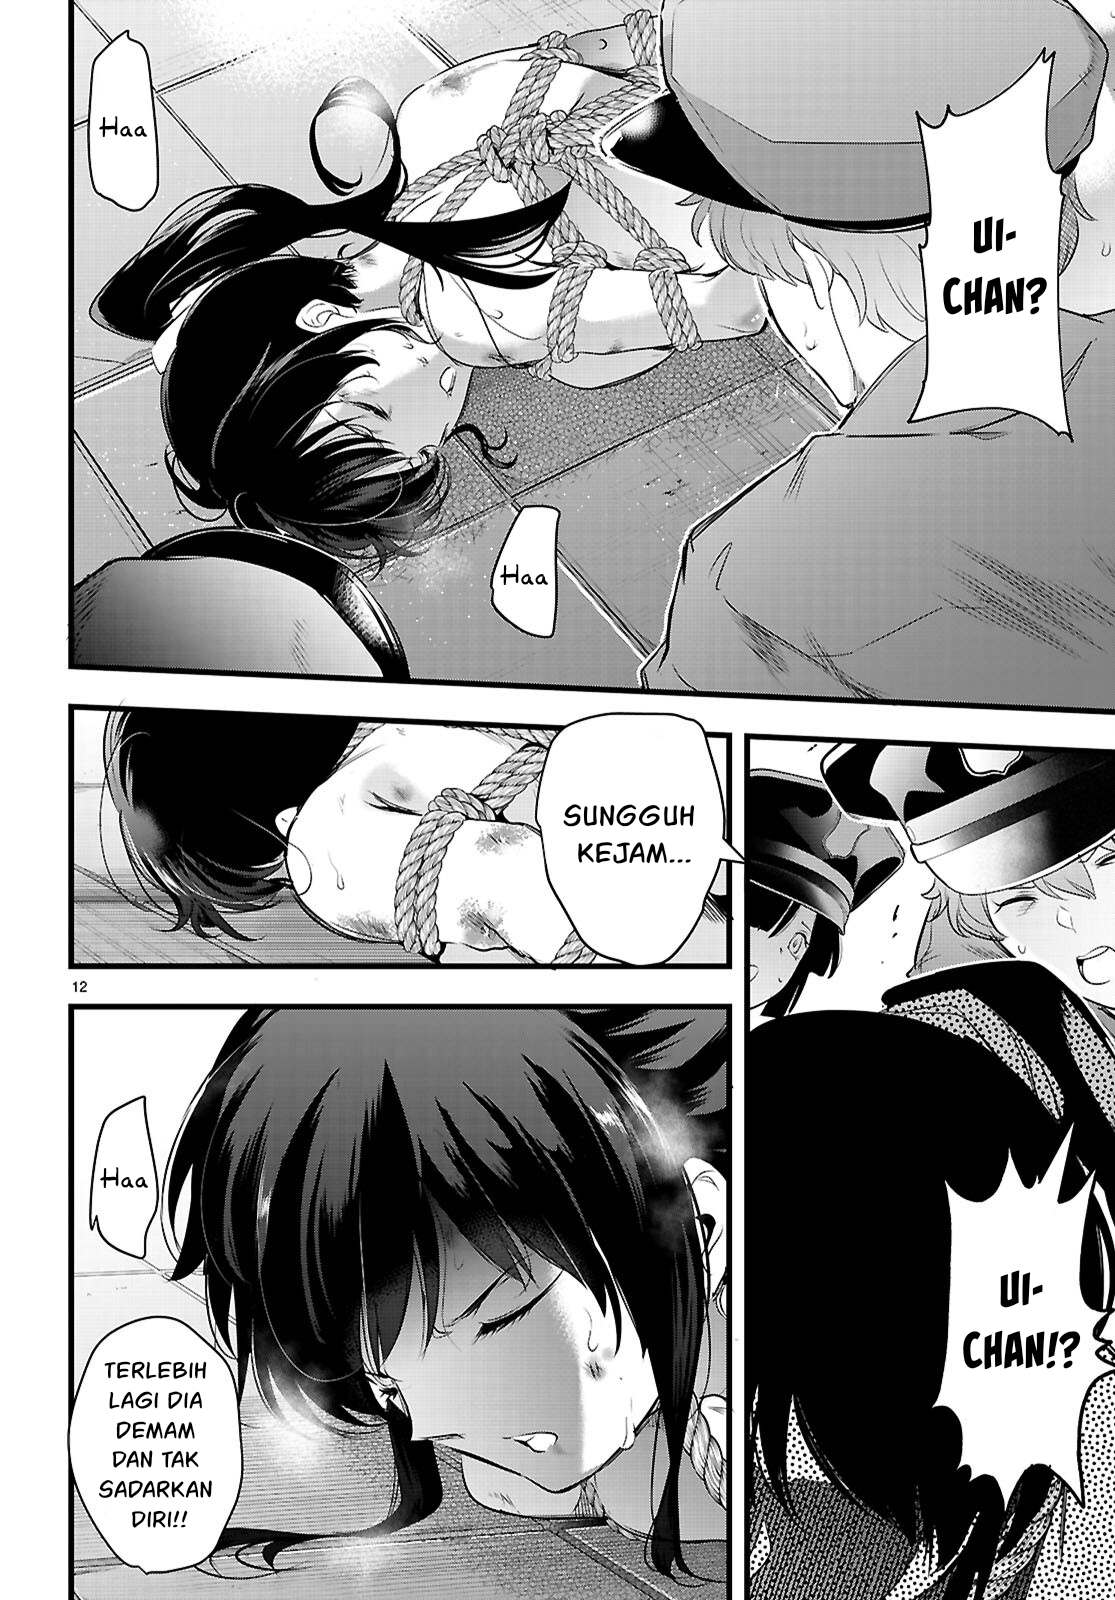 UI-
CHAN?
Haa
Haa
SUNGGUH
KEJAM...
12
UI-
CHAN!?
Haa
TERLEBIH
LAGI DIA
DEMAM
DAN TAK
SADARKAN
DIRI!!